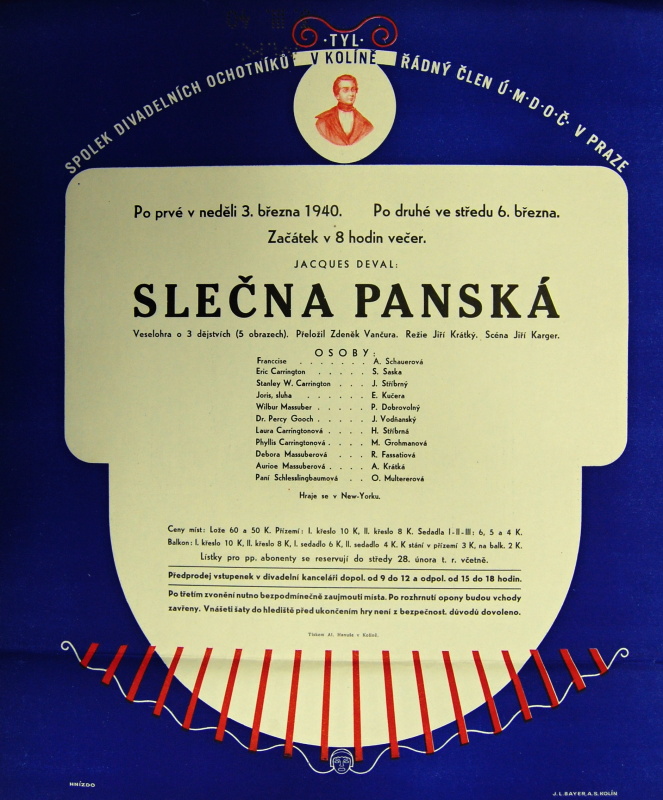 · TYL ·
V KOLÍNĚ
SPOLEK DIVADELNÍCH OCHOTNÍKŮ
ŘÁDNÝ ČLEN Ú·M·D·O·Č· V PRAZE
Po prvé v neděli 3. března 1940. Po druhé ve středu 6. března.
Začátek v 8 hodin večer.
JACQUES DEVAL:
SLEČNA PANSKÁ
Veselohra o 3 dějstvích (5 obrazech). Přeložil Zdeněk Vančura. Režie Jiří Krátký. Scéna Jiří Karger.
OSOBY:
Franccise . . . . . . . A. Schauerová
Eric Carrington . . . . . S. Saska
Stanley W. Carrington . . . J. Stříbrný
Joris, sluha . . . . . . E. Kučera
Wilbur Massuber . . . . . P. Dobrovolný
Dr. Percy Gooch . . . . . J. Vodňanský
Laura Carringtonová . . . . H. Stříbrná
Phyllis Carringtonová . . . . M. Grohmanová
Debora Massuberová . . . R. Fassatiová
Aurioe Massuberová . . . . A. Krátká
Paní Schlesslingbaumová . . O. Multererová
Hraje se v New-Yorku.
Ceny míst: Lože 60 a 50 K. Přízemí: I. křeslo 10 K, II. křeslo 8 K. Sedadla I-II-III: 6, 5 a 4 K.
Balkon: I. křeslo 10 K, II. křeslo 8 K, I. sedadlo 6 K, II. sedadlo 4 K. K stání v přízemí 3 K, na balk. 2 K.
Lístky pro pp. abonenty se reservují do středy 28. února t. r. včetně.
Předprodej vstupenek v divadelní kanceláři dopol. od 9 do 12 a odpol. od 15 do 18 hodin.
Po třetím zvonění nutno bezpodmínečně zaujmouti místa. Po rozhrnutí opony budou vchody
zavřeny. Vnášeti šaty do hlediště před ukončením hry není z bezpečnost. důvodů dovoleno.
Tiskem Al. v Kolíně.
HNÍZDO
J. L. BAYER, A. S. KOLÍN